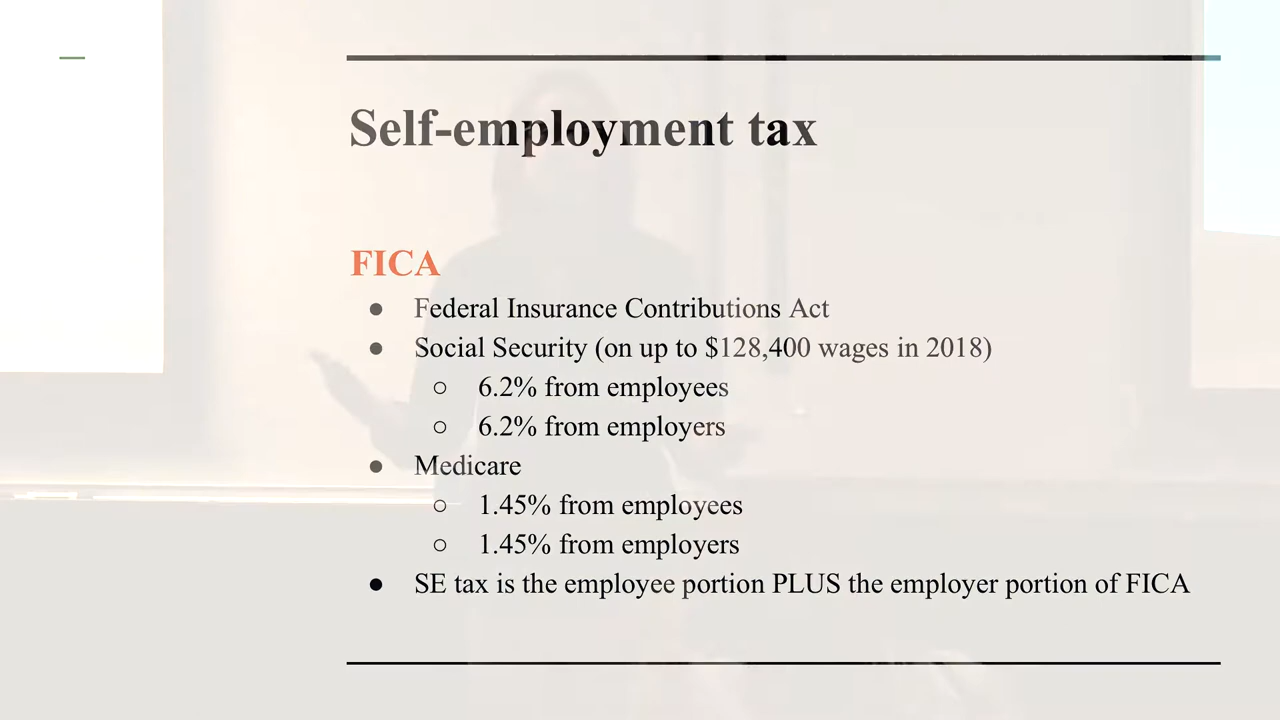 Self-employment tax
FICA
● Federal Insurance Contributions Act
● Social Security (on up to $128,400 wages in 2018)
○ 6.2% from employees
○ 6.2% from employers
● Medicare
○ 1.45% from employees
○ 1.45% from employers
● SE tax is the employee portion PLUS the employer portion of FICA